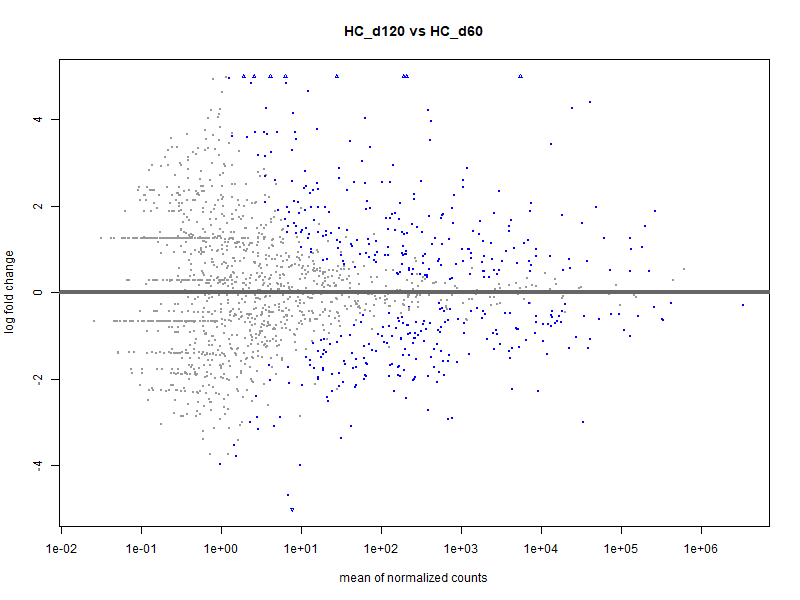 HC_d120 vs HC_d60
log fold change
4
2
0
-2
-4
1e-02 1e-01 1e+00 1e+01 1e+02 1e+03 1e+04 1e+05 1e+06
mean of normalized counts